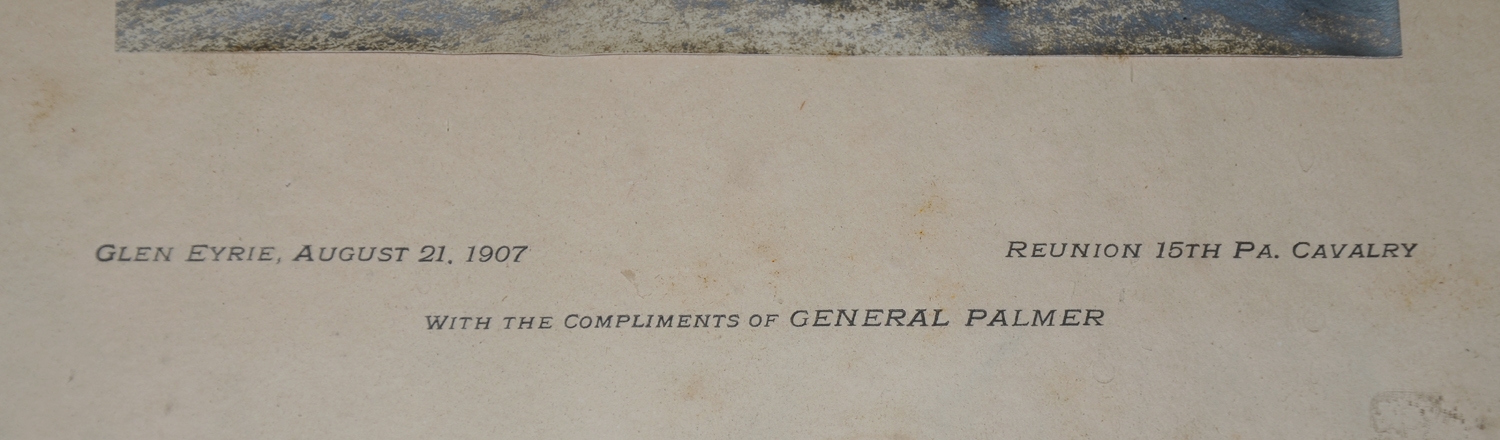 Glen Eyrie, August 21, 1907
Reunion 15th Pa. Cavalry
With the Compliments of GENERAL PALMER